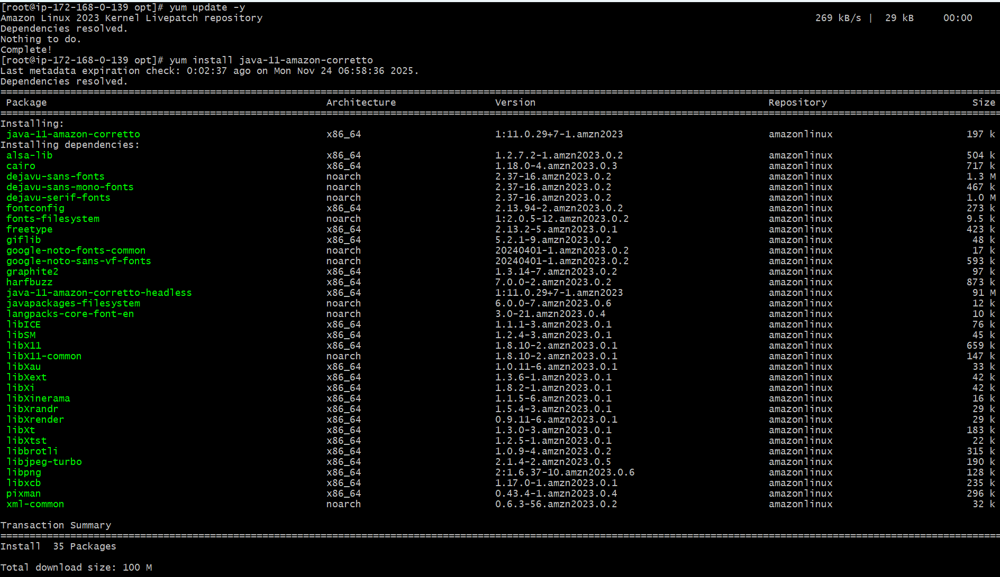 [root@ip-172-168-0-139 opt]# yum update -y
Amazon Linux 2023 Kernel Livepatch repository 269 kB/s | 29 kB 00:00
Dependencies resolved.
Nothing to do.
Complete!
[root@ip-172-168-0-139 opt]# yum install java-11-amazon-corretto
Last metadata expiration check: 0:02:37 ago on Mon Nov 24 06:58:36 2025.
Dependencies resolved.
================================================================================
Package Architecture Version Repository Size
================================================================================
Installing:
java-11-amazon-corretto x86_64 1:11.0.29+7-1.amzn2023 amazonlinux 197 k
Installing dependencies:
alsa-lib x86_64 1.2.7.2-1.amzn2023.0.2 amazonlinux 504 k
cairo x86_64 1.18.0-4.amzn2023.0.3 amazonlinux 717 k
dejavu-sans-fonts noarch 2.37-16.amzn2023.0.2 amazonlinux 1.3 M
dejavu-sans-mono-fonts noarch 2.37-16.amzn2023.0.2 amazonlinux 467 k
dejavu-serif-fonts noarch 2.37-16.amzn2023.0.2 amazonlinux 1.0 M
fontconfig x86_64 2.13.94-2.amzn2023.0.2 amazonlinux 273 k
fonts-filesystem noarch 1:2.0.5-12.amzn2023.0.2 amazonlinux 9.5 k
freetype x86_64 2.13.2-5.amzn2023.0.1 amazonlinux 423 k
giflib x86_64 5.2.1-9.amzn2023.0.2 amazonlinux 48 k
google-noto-fonts-common noarch 20240401-1.amzn2023.0.2 amazonlinux 17 k
google-noto-sans-vf-fonts noarch 20240401-1.amzn2023.0.2 amazonlinux 593 k
graphite2 x86_64 1.3.14-7.amzn2023.0.2 amazonlinux 97 k
harfbuzz x86_64 7.0.0-2.amzn2023.0.2 amazonlinux 873 k
java-11-amazon-corretto-headless x86_64 1:11.0.29+7-1.amzn2023 amazonlinux 91 M
javapackages-filesystem noarch 6.0.0-7.amzn2023.0.6 amazonlinux 12 k
langpacks-core-font-en noarch 3.0-21.amzn2023.0.4 amazonlinux 10 k
libICE x86_64 1.1.1-3.amzn2023.0.1 amazonlinux 76 k
libSM x86_64 1.2.4-3.amzn2023.0.1 amazonlinux 45 k
libX11 x86_64 1.8.10-2.amzn2023.0.1 amazonlinux 659 k
libX11-common noarch 1.8.10-2.amzn2023.0.1 amazonlinux 147 k
libXau x86_64 1.0.11-6.amzn2023.0.1 amazonlinux 33 k
libXext x86_64 1.3.6-1.amzn2023.0.1 amazonlinux 42 k
libXi x86_64 1.8.2-1.amzn2023.0.1 amazonlinux 42 k
libXinerama x86_64 1.1.5-6.amzn2023.0.1 amazonlinux 16 k
libXrandr x86_64 1.5.4-3.amzn2023.0.1 amazonlinux 29 k
libXrender x86_64 0.9.11-6.amzn2023.0.1 amazonlinux 29 k
libXt x86_64 1.3.0-3.amzn2023.0.1 amazonlinux 183 k
libXtst x86_64 1.2.5-1.amzn2023.0.1 amazonlinux 22 k
libbrotli x86_64 1.0.9-4.amzn2023.0.2 amazonlinux 315 k
libjpeg-turbo x86_64 2.1.4-2.amzn2023.0.5 amazonlinux 190 k
libpng x86_64 2:1.6.37-10.amzn2023.0.6 amazonlinux 128 k
libxcb x86_64 1.17.0-1.amzn2023.0.1 amazonlinux 235 k
pixman x86_64 0.43.4-1.amzn2023.0.4 amazonlinux 296 k
xml-common noarch 0.6.3-56.amzn2023.0.2 amazonlinux 32 k
Transaction Summary
================================================================================
Install 35 Packages
Total download size: 100 M